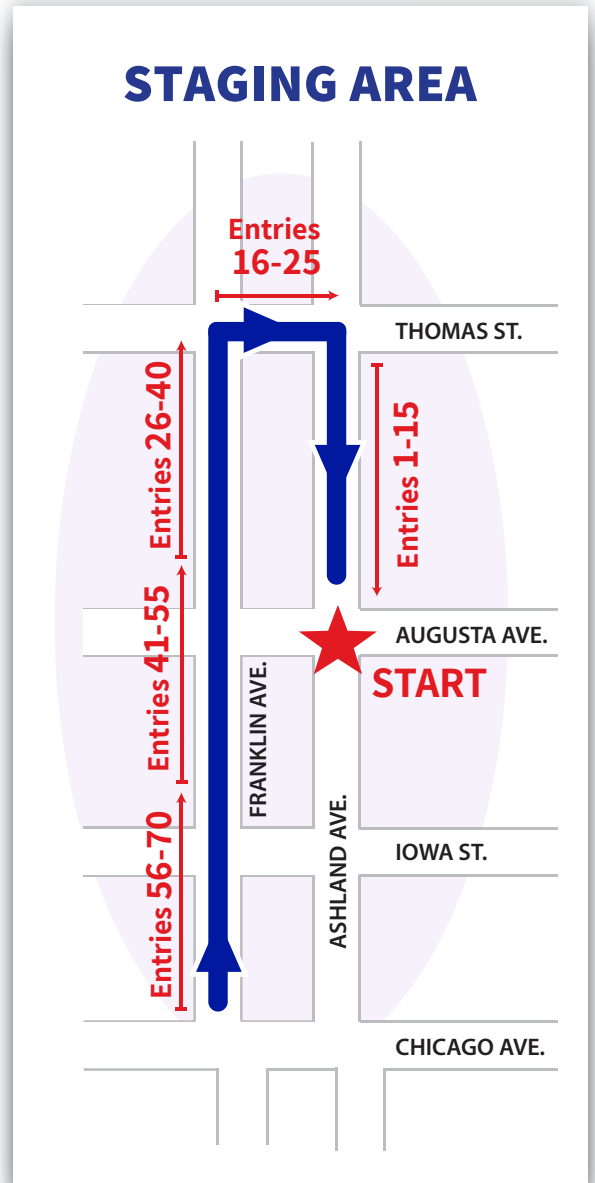 STAGING AREA
Entries
16-25
THOMAS ST.
Entries 26-40
Entries 1-15
Entries 41-55
AUGUSTA AVE.
START
FRANKLIN AVE.
ASHLAND AVE.
Entries 56-70
IOWA ST.
CHICAGO AVE.